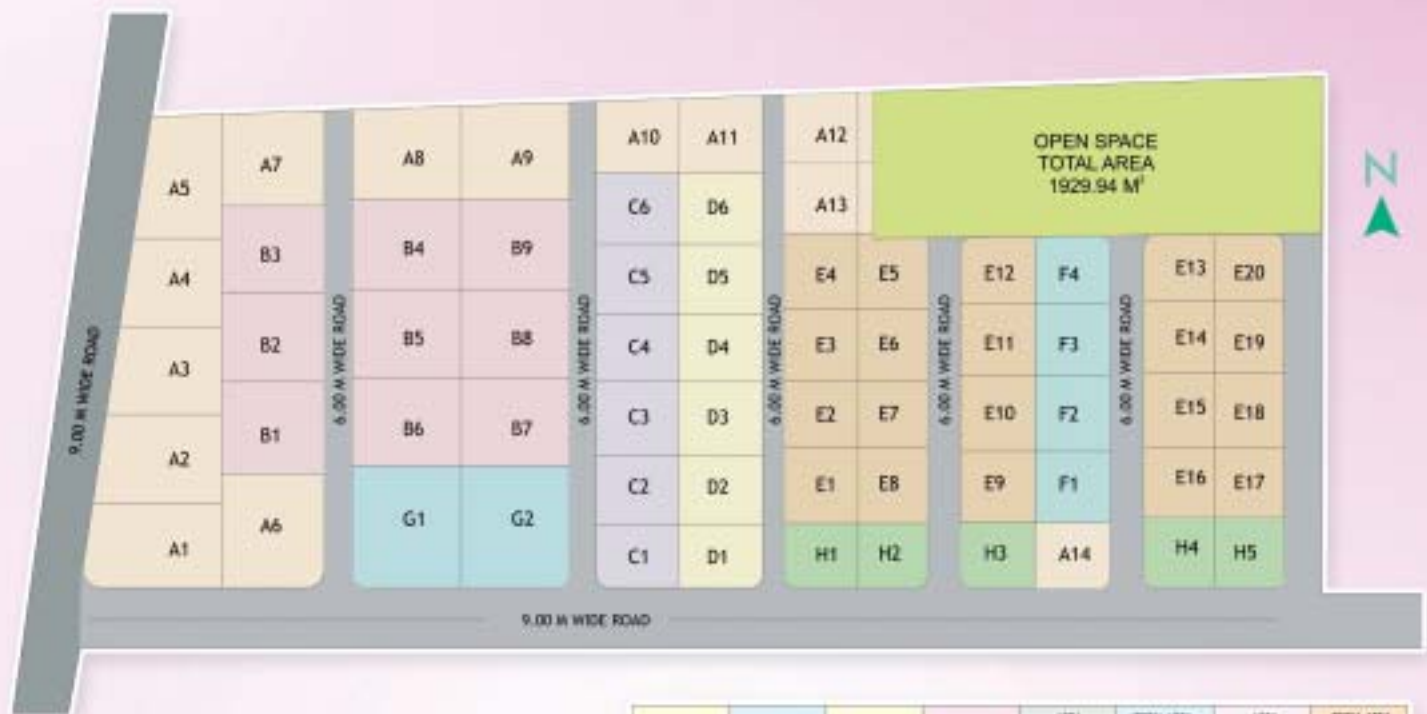 OPEN SPACE
TOTAL AREA
1929.94 M²
N
A5
A7
A8
A9
A10
A11
A12
A13
A4
B3
B4
B9
C6
D6
E4
E5
E12
F4
E13
E20
A3
B2
B5
B8
C5
D5
E3
E6
E11
F3
E14
E19
A2
B1
B6
B7
C4
D4
E2
E7
E10
F2
E15
E18
A1
A6
G1
G2
C3
D3
E1
E8
E9
F1
E16
E17
C2
D2
C1
D1
H1
H2
H3
A14
H4
H5
9.00 M WIDE ROAD
6.00 M WIDE ROAD
6.00 M WIDE ROAD
6.00 M WIDE ROAD
6.00 M WIDE ROAD
6.00 M WIDE ROAD
9.00 M WIDE ROAD